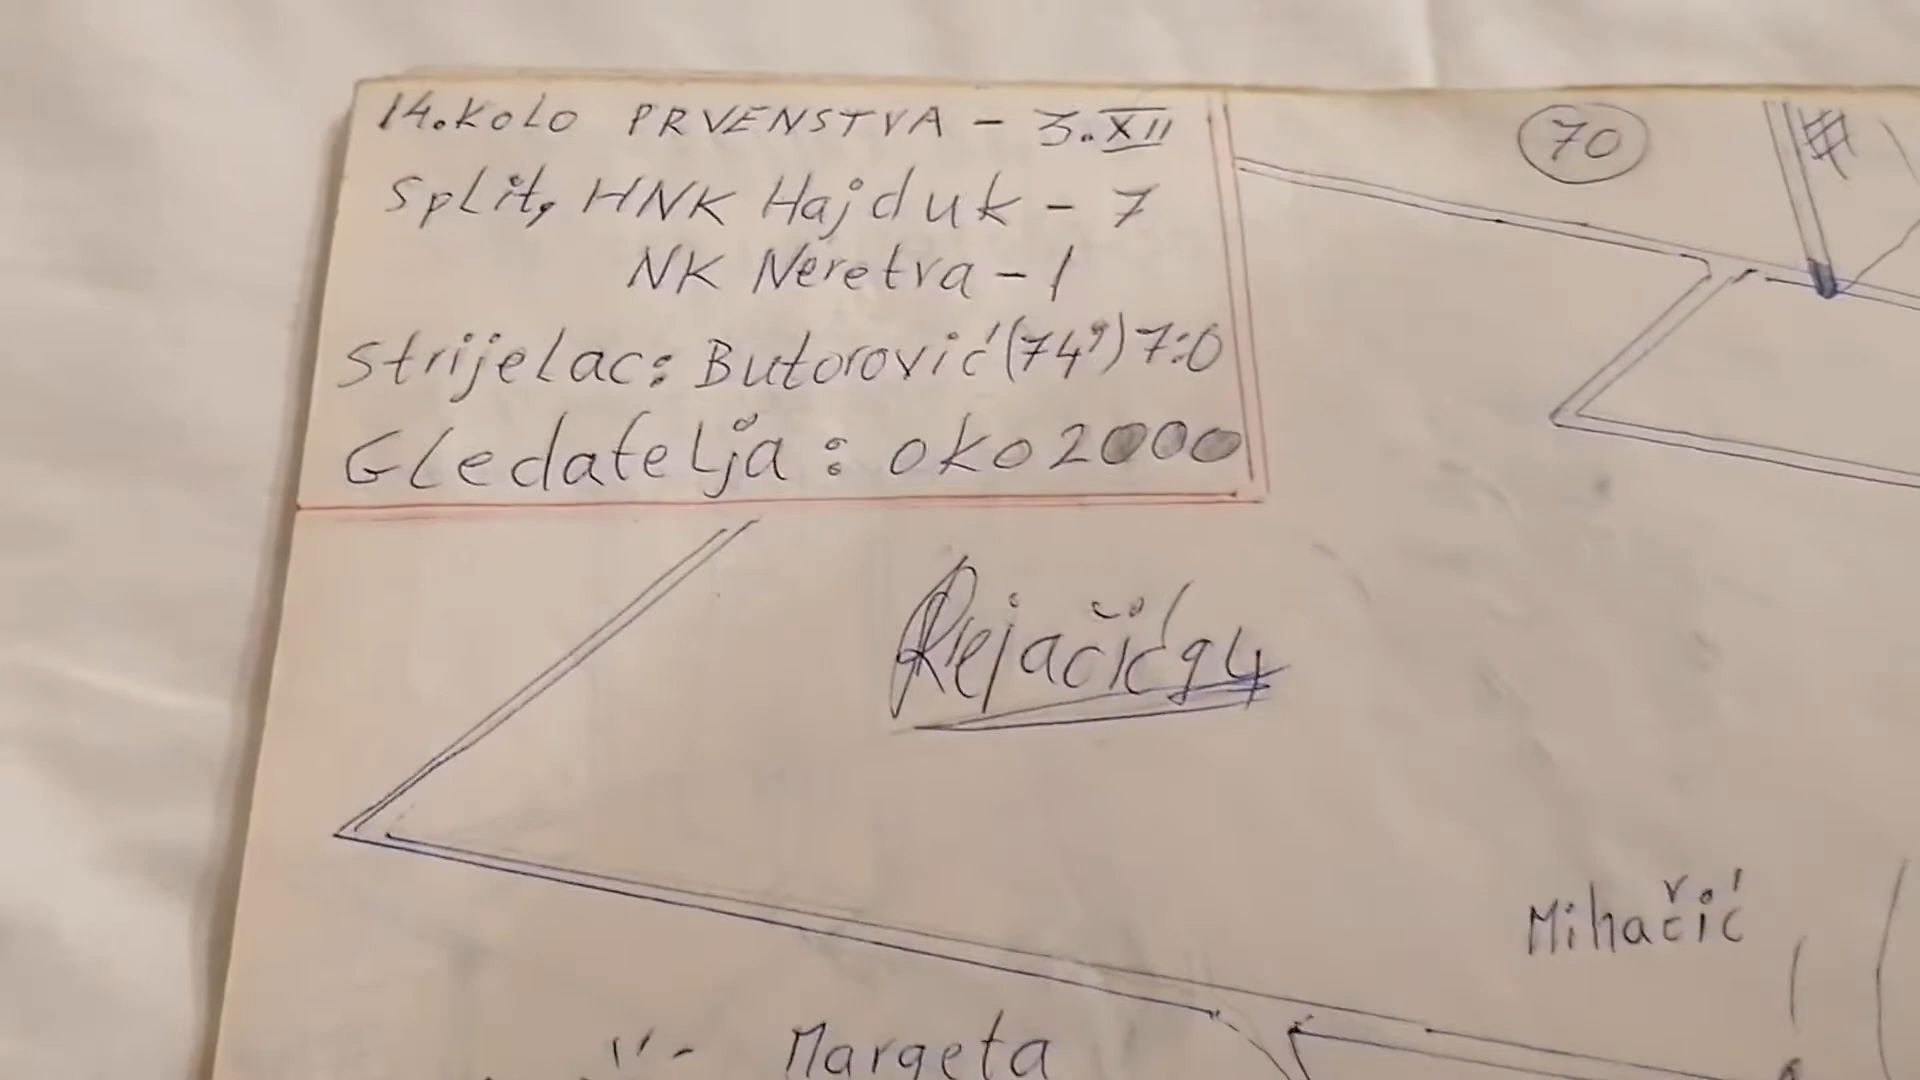 14. KOLO PRVENSTVA - 3. XII
Split, HNK Hajduk - 7
NK Neretva - 1
Strijelac: Butorović (74') 7:0
Gledatelja: oko 2000
70
Rejačić 94
Mihačić
Margeta